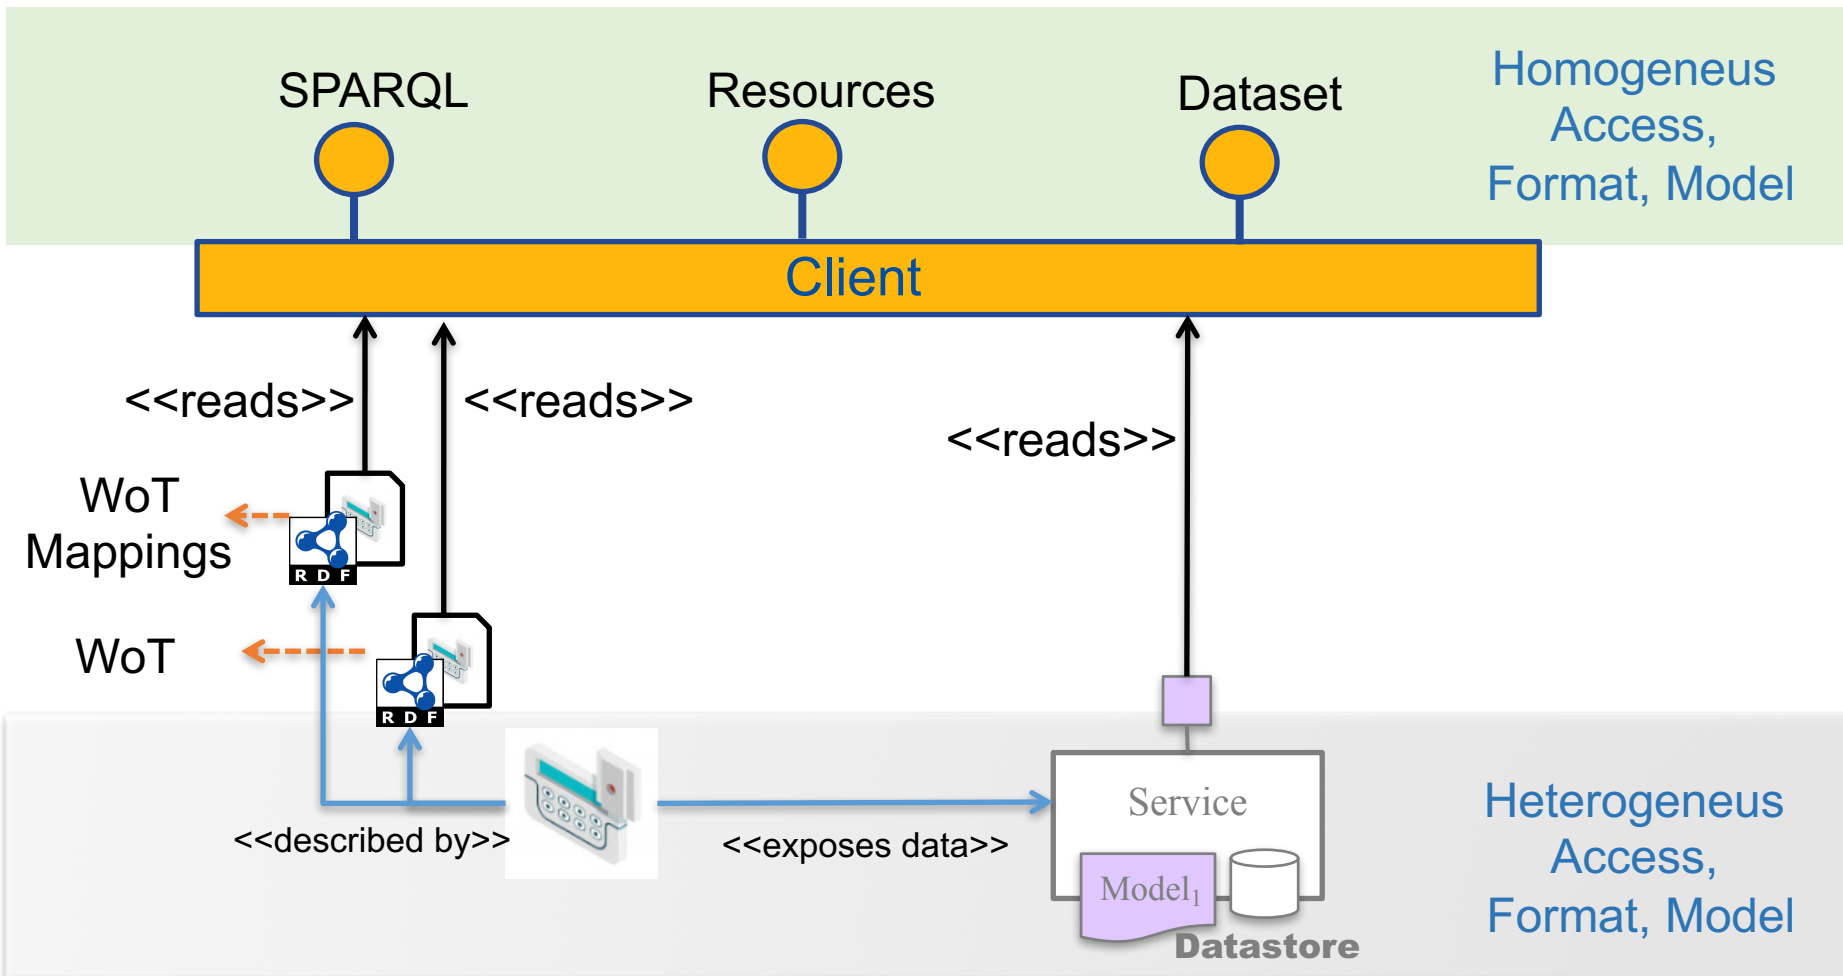 SPARQL
Resources
Dataset
Homogeneus
Access,
Format, Model
Client
<<reads>>
<<reads>>
<<reads>>
WoT
Mappings
R D F
WoT
R D F
<<described by>>
<<exposes data>>
Service
Model1
Datastore
Heterogeneus
Access,
Format, Model